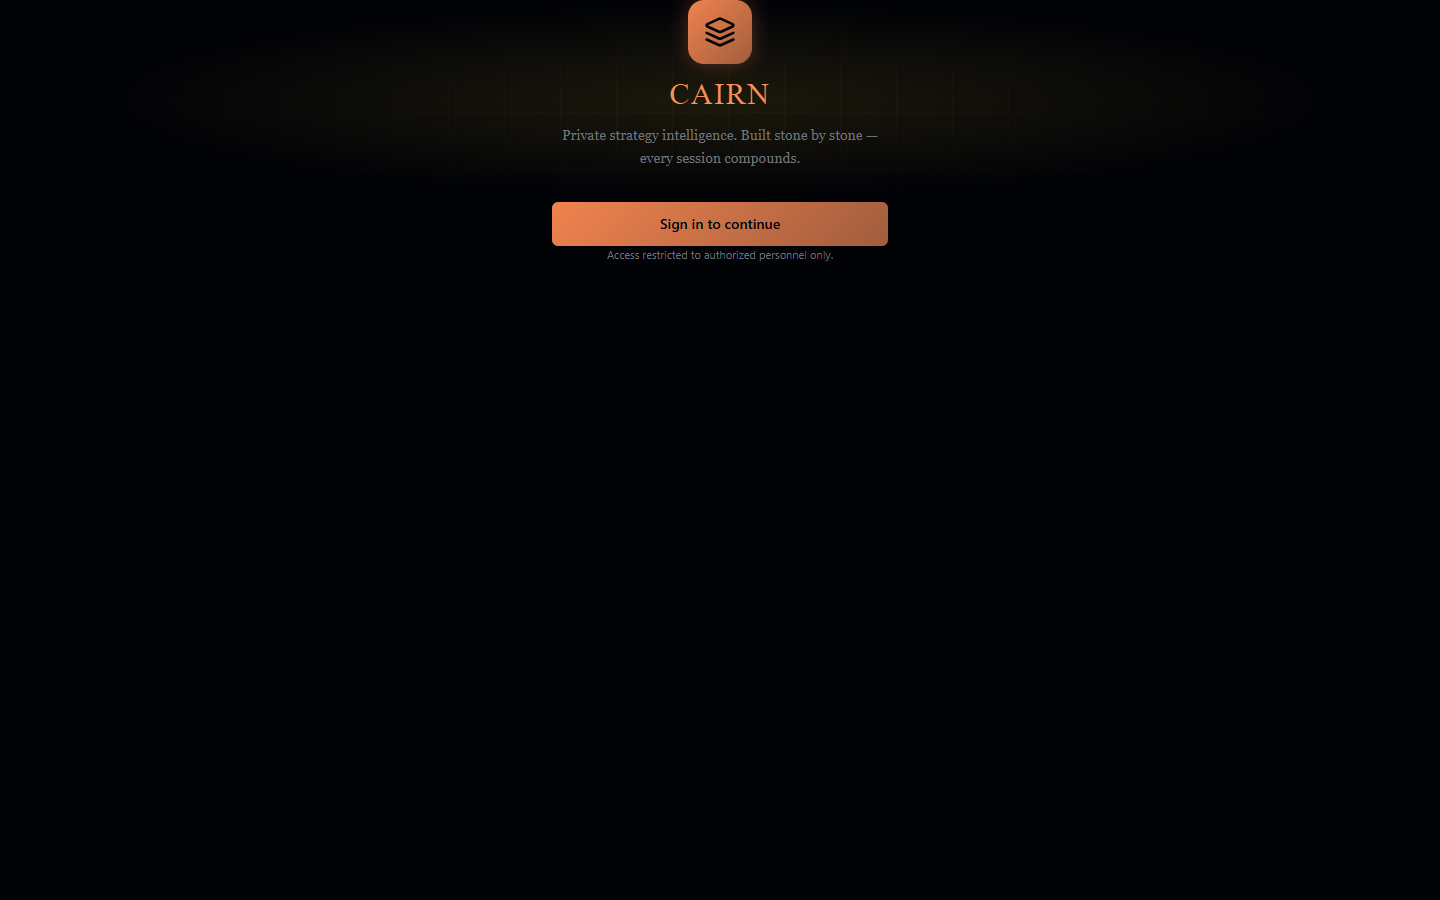 CAIRN
Private strategy intelligence. Built stone by stone —
every session compounds.
Sign in to continue
Access restricted to authorized personnel only.